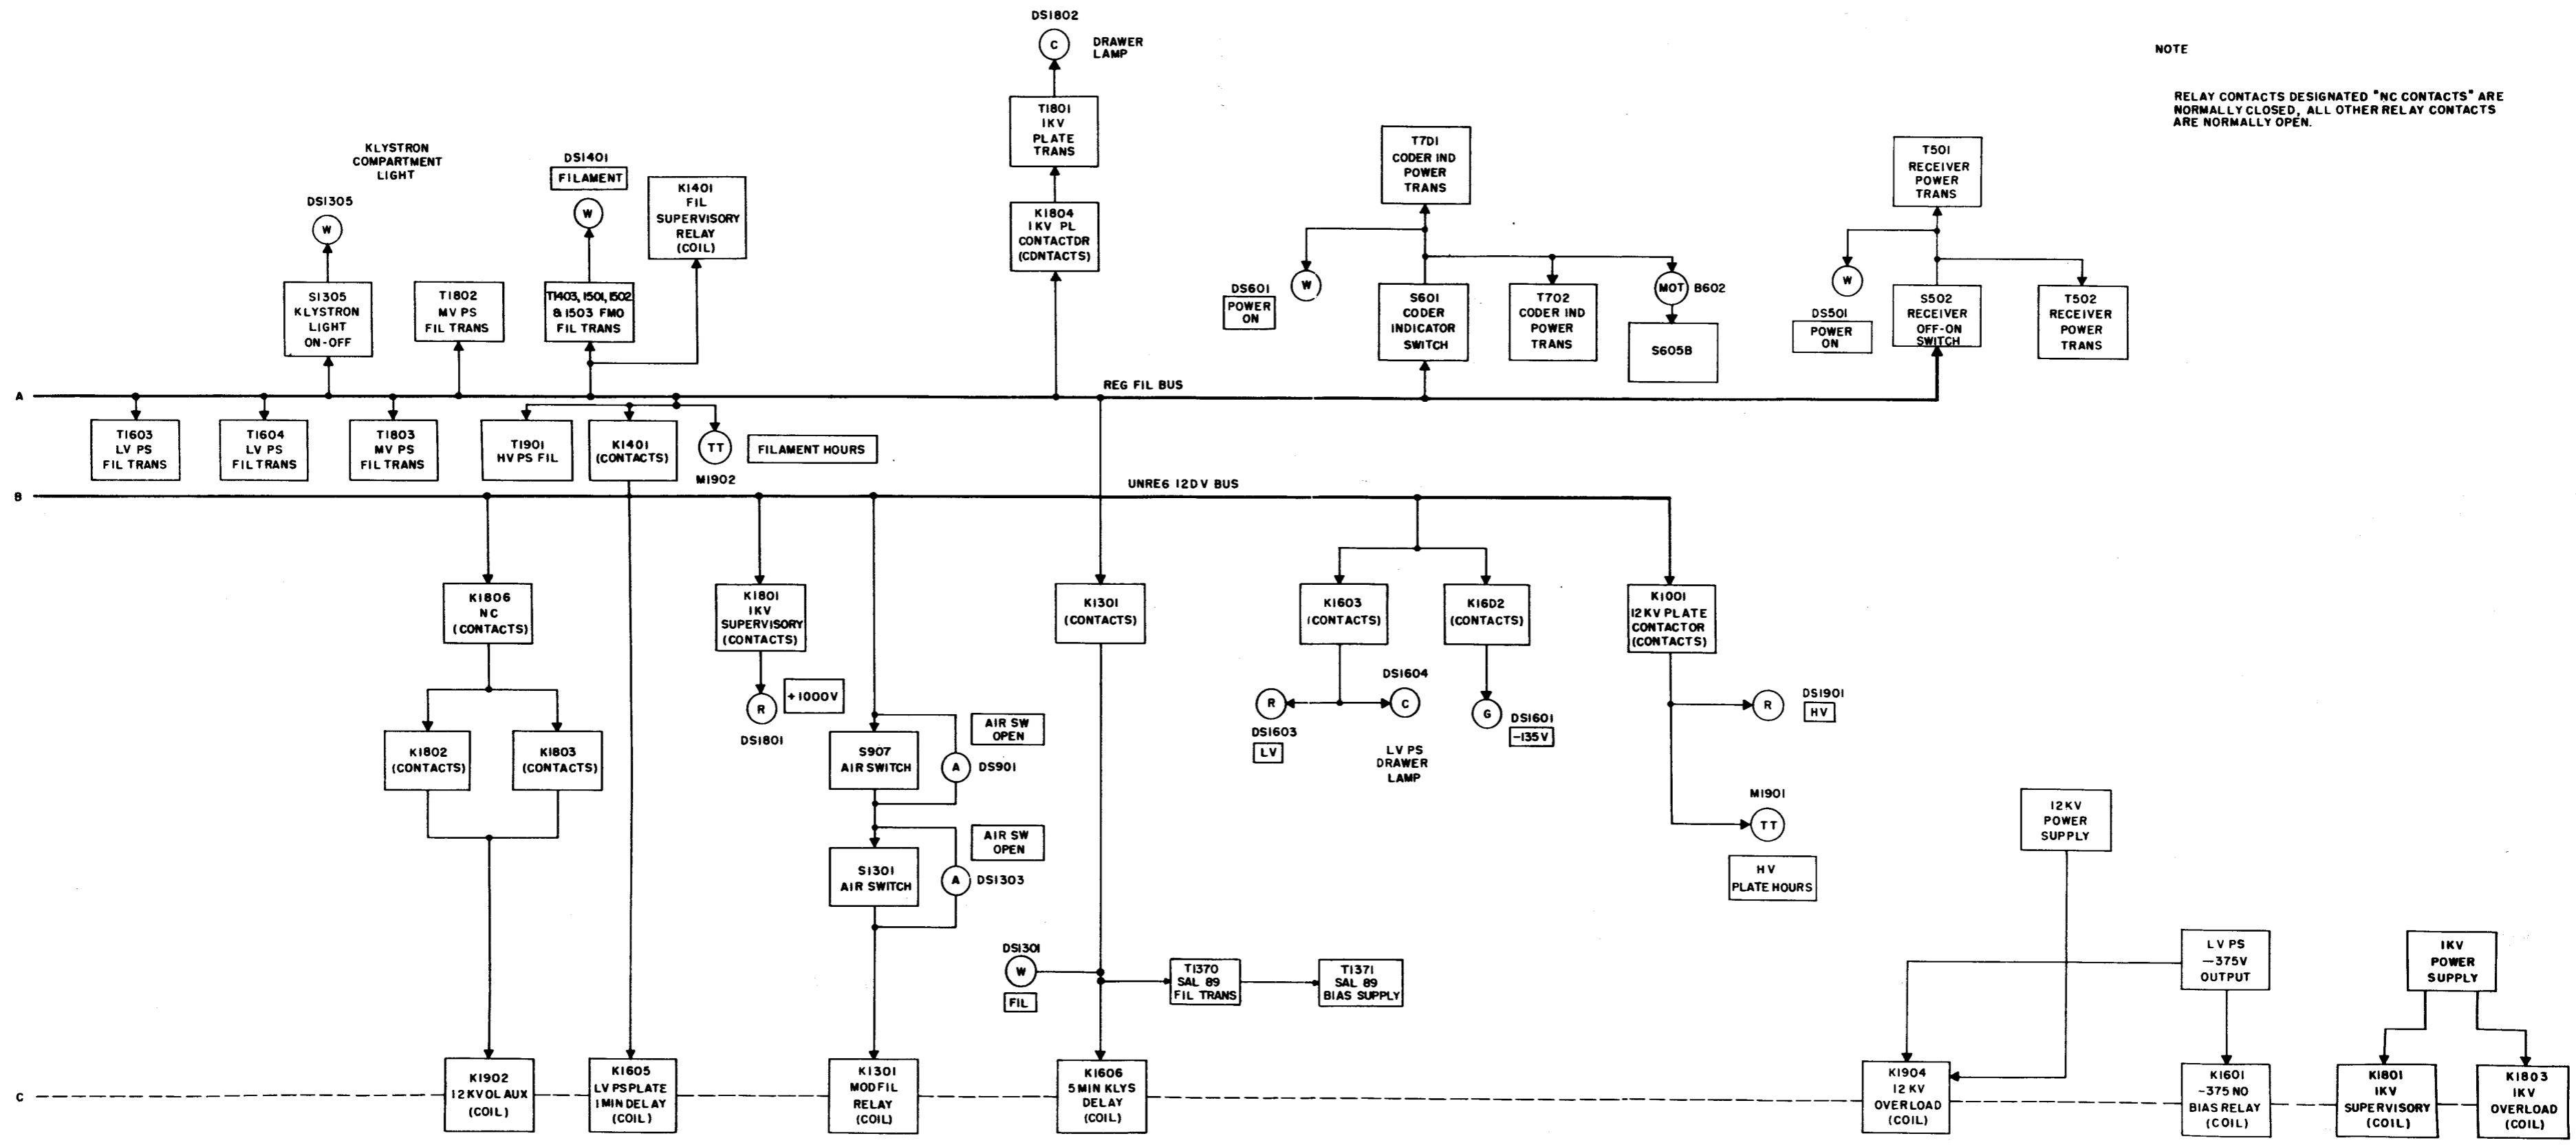 DS1802
C
DRAWER
LAMP
NOTE
RELAY CONTACTS DESIGNATED "NC CONTACTS" ARE
NORMALLY CLOSED, ALL OTHER RELAY CONTACTS
ARE NORMALLY OPEN.
T1801
1KV
PLATE
TRANS
KLYSTRON
COMPARTMENT
LIGHT
DS1305
W
DS1401
FILAMENT
W
K1401
FIL
SUPERVISORY
RELAY
(COIL)
K1804
1KV PL
CONTACTDR
(CDNTACTS)
T7D1
CODER IND
POWER
TRANS
T501
RECEIVER
POWER
TRANS
S1305
KLYSTRON
LIGHT
ON-OFF
T1802
MV PS
FIL TRANS
T1403, 1501, 1502
& 1503 FMO
FIL TRANS
DS601
POWER
ON
W
S601
CODER
INDICATOR
SWITCH
T702
CODER IND
POWER
TRANS
MOT
B602
S605B
W
DS501
POWER
ON
S502
RECEIVER
OFF-ON
SWITCH
T502
RECEIVER
POWER
TRANS
A
REG FIL BUS
T1603
LV PS
FIL TRANS
T1604
LV PS
FIL TRANS
T1803
MV PS
FIL TRANS
T1901
HV PS FIL
K1401
(CONTACTS)
TT
M1902
FILAMENT HOURS
B
UNREG 12DV BUS
K1806
NC
(CONTACTS)
K1801
1KV
SUPERVISORY
(CONTACTS)
K1301
(CONTACTS)
K1603
(CONTACTS)
K16D2
(CONTACTS)
K1001
12KV PLATE
CONTACTOR
(CONTACTS)
R
+1000V
DS1801
K1802
(CONTACTS)
K1803
(CONTACTS)
S907
AIR SWITCH
AIR SW
OPEN
A
DS901
S1301
AIR SWITCH
AIR SW
OPEN
A
DS1303
R
DS1603
LV
DS1604
C
LV PS
DRAWER
LAMP
G
DS1601
-135V
R
DS1901
HV
M1901
TT
HV
PLATE HOURS
12KV
POWER
SUPPLY
DS1301
W
FIL
T1370
SAL 89
FIL TRANS
T1371
SAL 89
BIAS SUPPLY
LV PS
-375V
OUTPUT
1KV
POWER
SUPPLY
C
K1902
12KVOL AUX
(COIL)
K1605
LV PS PLATE
1 MIN DELAY
(COIL)
K1301
MOD FIL
RELAY
(COIL)
K1606
5 MIN KLYS
DELAY
(COIL)
K1904
12 KV
OVERLOAD
(COIL)
K1601
-375 NO
BIAS RELAY
(COIL)
K1801
1KV
SUPERVISORY
(COIL)
K1803
1KV
OVERLOAD
(COIL)